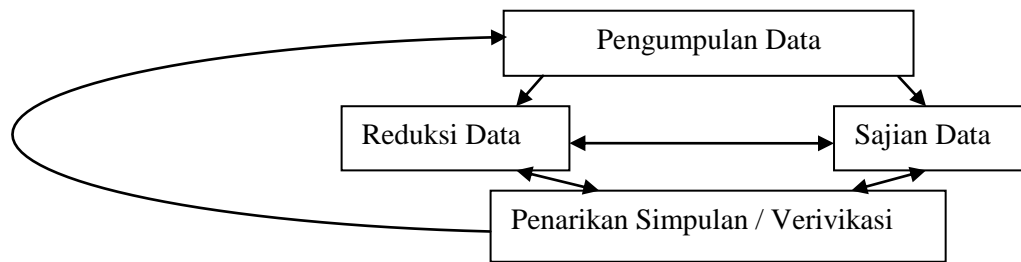 Pengumpulan Data
Reduksi Data
Sajian Data
Penarikan Simpulan / Verivikasi